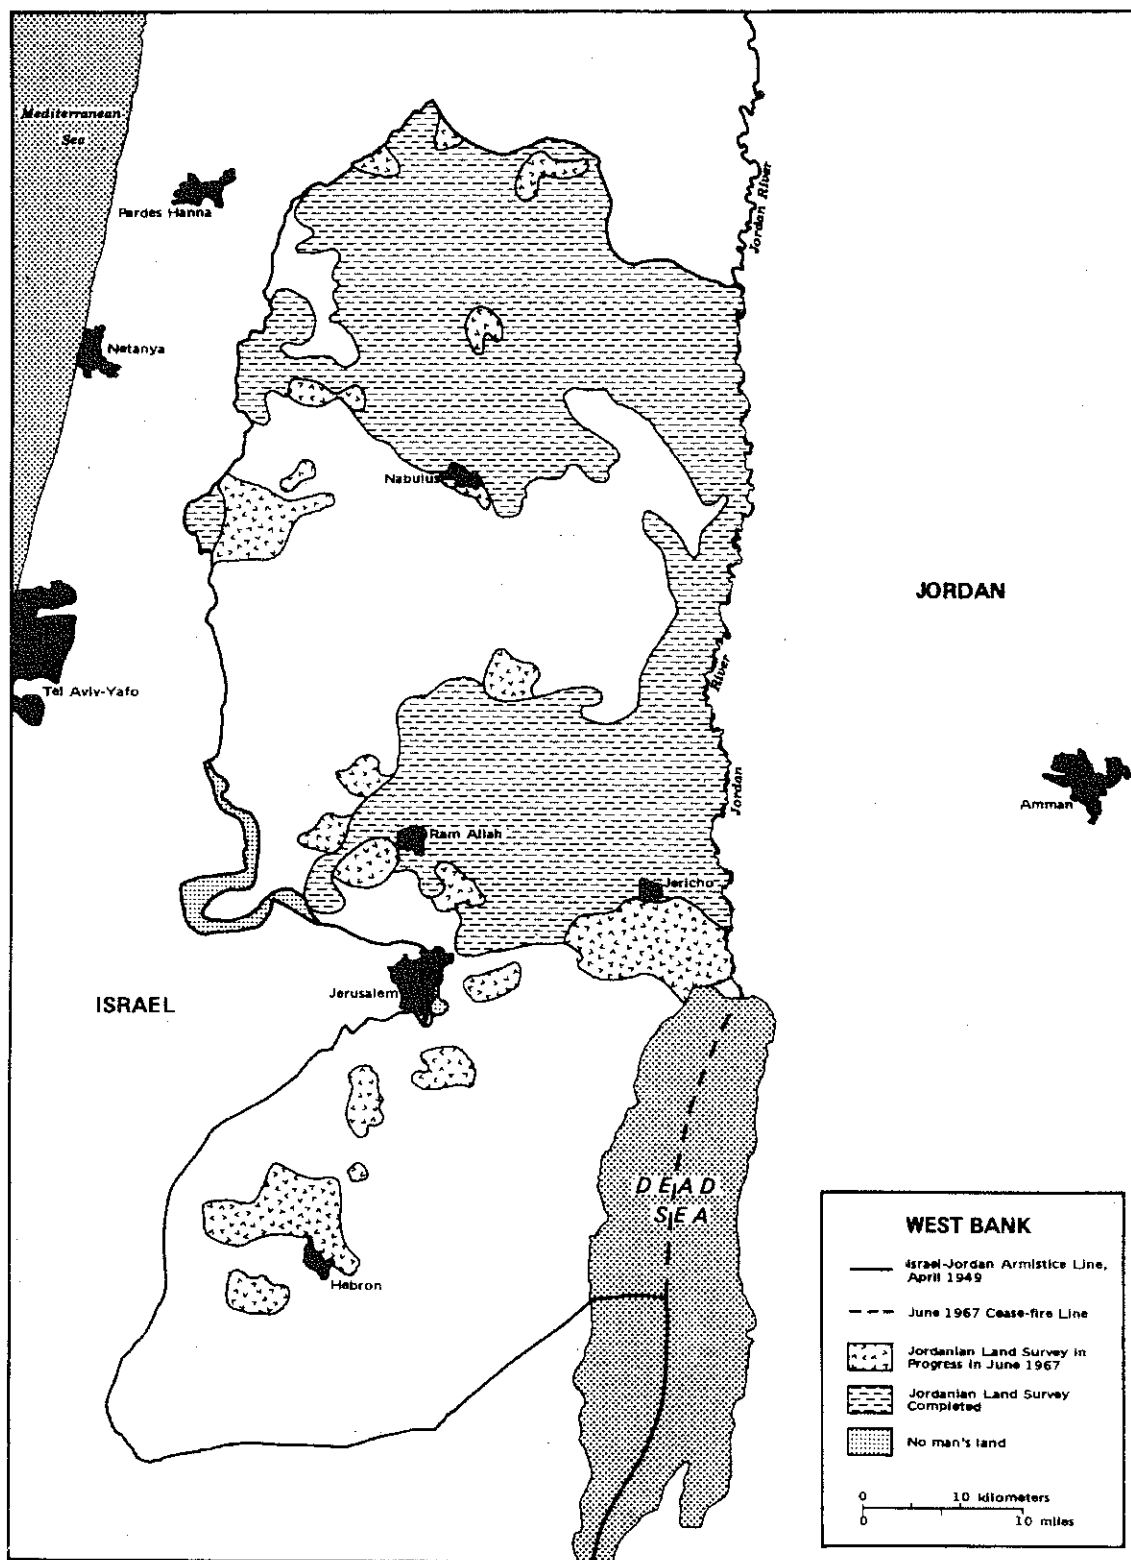 Mediterranean
Sea
Pardes Hanna
Jordan River
Netanya
Nabulus
JORDAN
River
Tel Aviv-Yafo
Jordan
Amman
Ram Allah
Jericho
Jerusalem
ISRAEL
DEAD
SEA
Hebron
WEST BANK
Israel-Jordan Armistice Line,
April 1949
June 1967 Cease-fire Line
Jordanian Land Survey in
Progress in June 1967
Jordanian Land Survey
Completed
No man's land
0 10 kilometers
0 10 miles